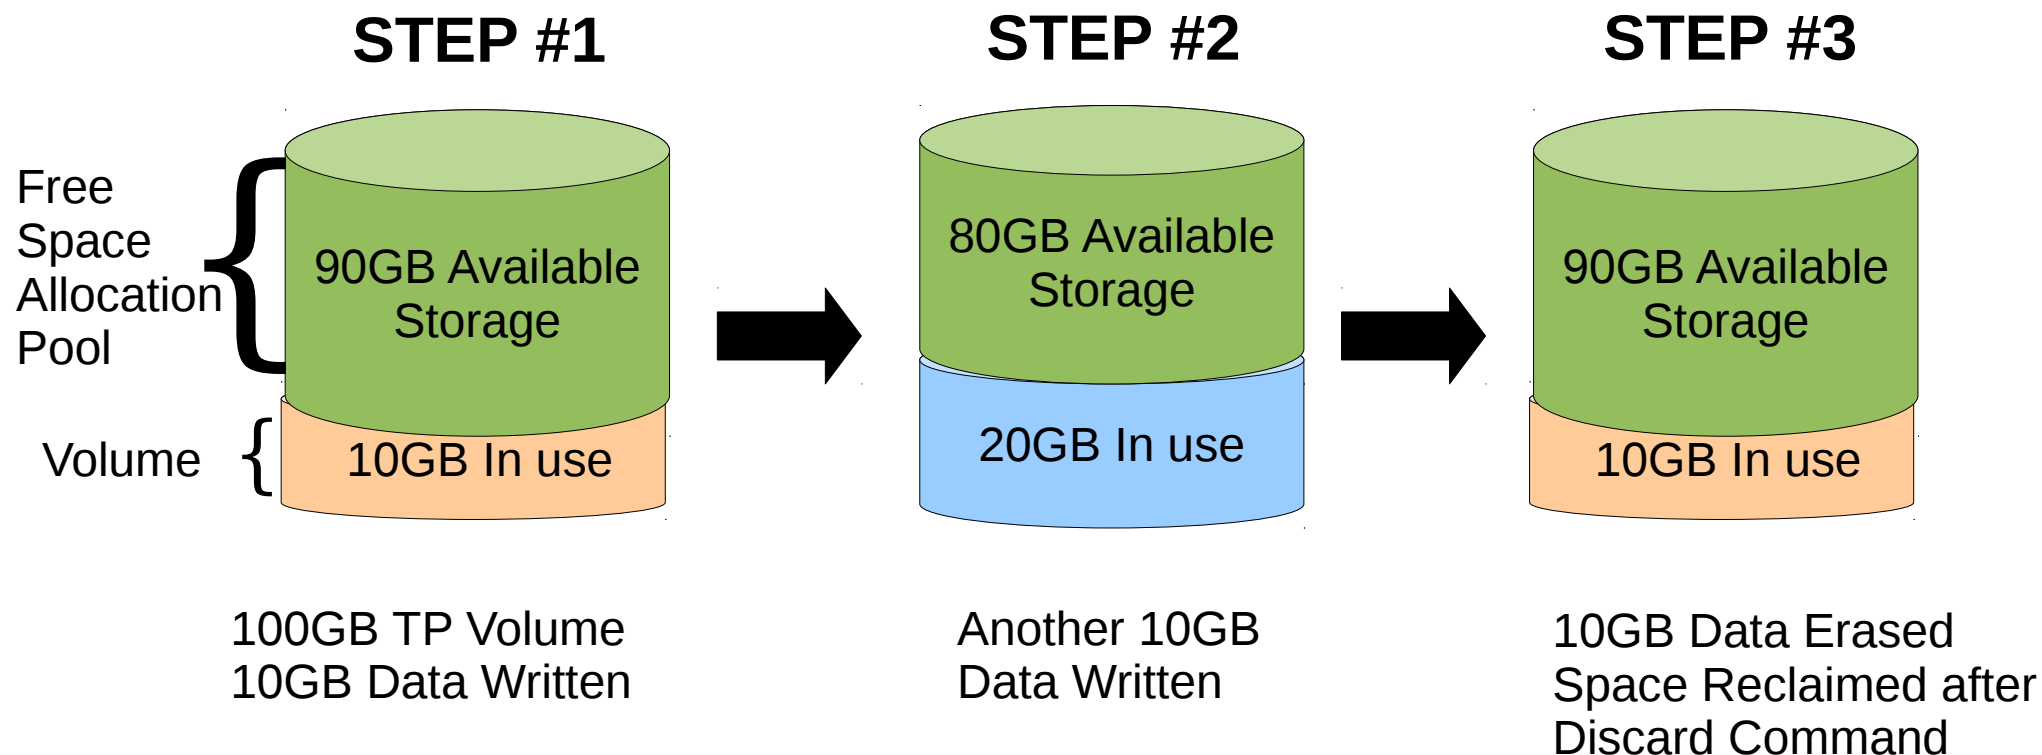 STEP #1
STEP #2
STEP #3
Free
Space
Allocation
Pool
90GB Available
Storage
Volume
10GB In use
80GB Available
Storage
20GB In use
90GB Available
Storage
10GB In use
100GB TP Volume
10GB Data Written
Another 10GB
Data Written
10GB Data Erased
Space Reclaimed after
Discard Command